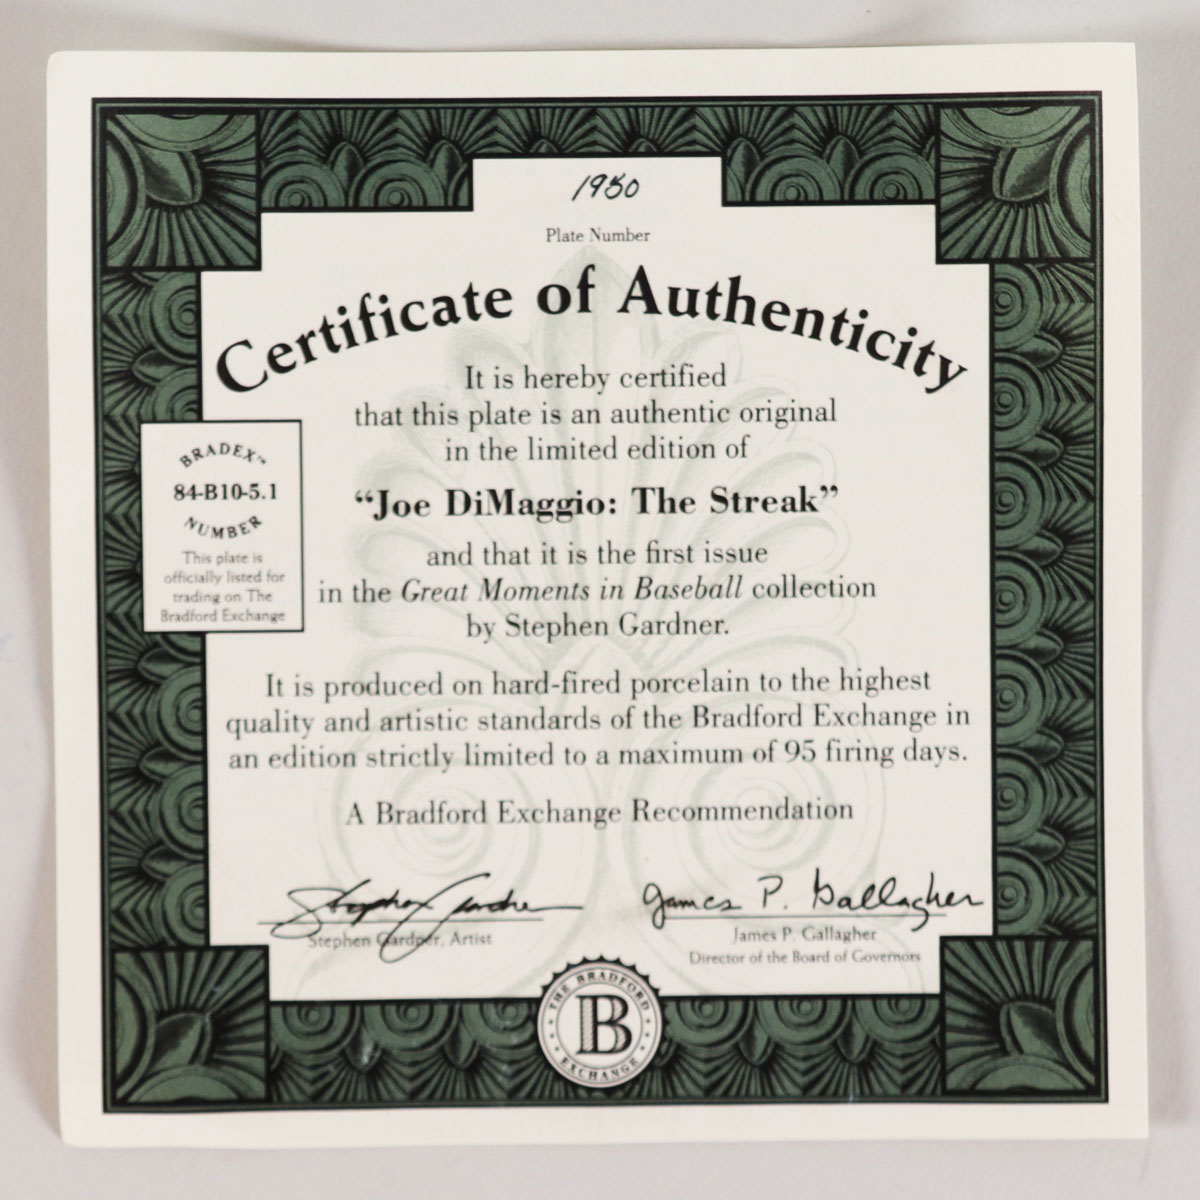 1980
Plate Number
Certificate of Authenticity
It is hereby certified
that this plate is an authentic original
in the limited edition of
“Joe DiMaggio: The Streak”
and that it is the first issue
in the Great Moments in Baseball collection
by Stephen Gardner.
BRADEX™
84-B10-5.1
NUMBER
This plate is
officially listed for
trading on The
Bradford Exchange
It is produced on hard-fired porcelain to the highest
quality and artistic standards of the Bradford Exchange in
an edition strictly limited to a maximum of 95 firing days.
A Bradford Exchange Recommendation
Stephen Gardner
Stephen Gardner, Artist
James P. Gallagher
James P. Gallagher
Director of the Board of Governors
THE BRADFORD
B
EXCHANGE